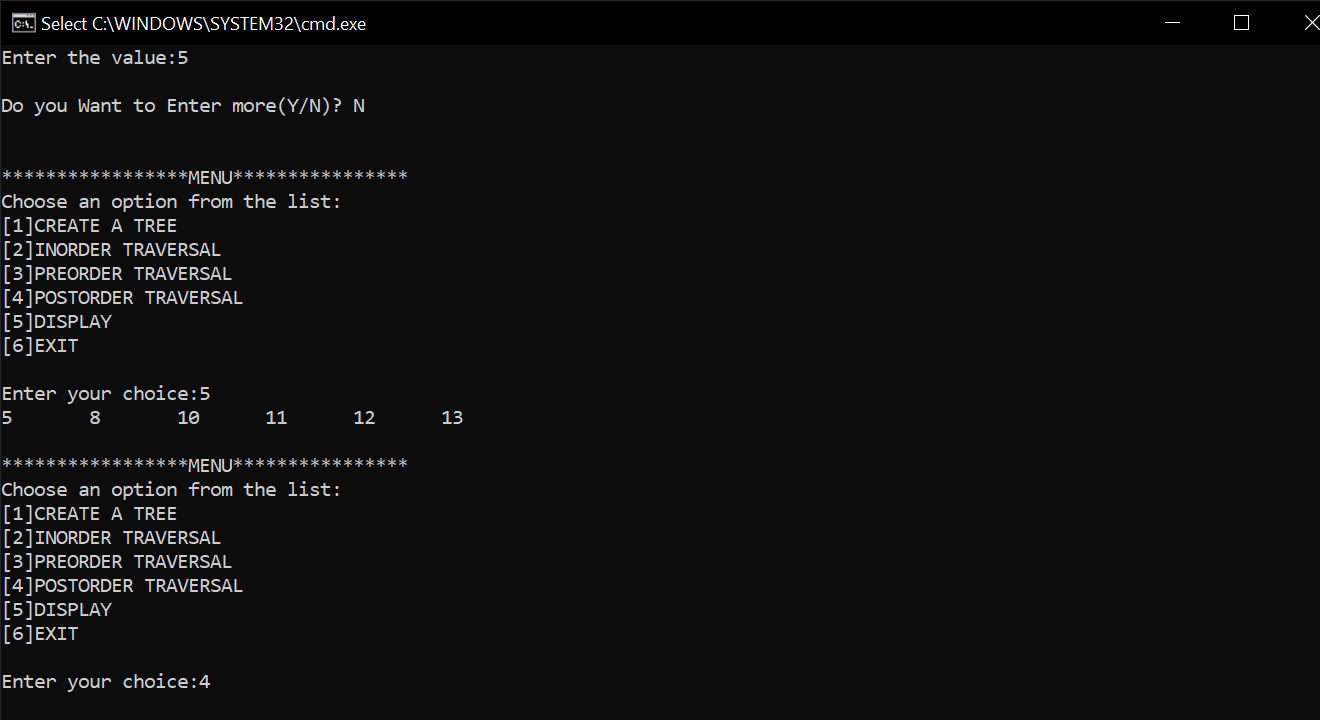 Select C:\WINDOWS\SYSTEM32\cmd.exe
Enter the value:5
Do you Want to Enter more(Y/N)? N
*****************MENU****************
Choose an option from the list:
[1]CREATE A TREE
[2]INORDER TRAVERSAL
[3]PREORDER TRAVERSAL
[4]POSTORDER TRAVERSAL
[5]DISPLAY
[6]EXIT
Enter your choice:5
5       8       10      11      12      13
*****************MENU****************
Choose an option from the list:
[1]CREATE A TREE
[2]INORDER TRAVERSAL
[3]PREORDER TRAVERSAL
[4]POSTORDER TRAVERSAL
[5]DISPLAY
[6]EXIT
Enter your choice:4